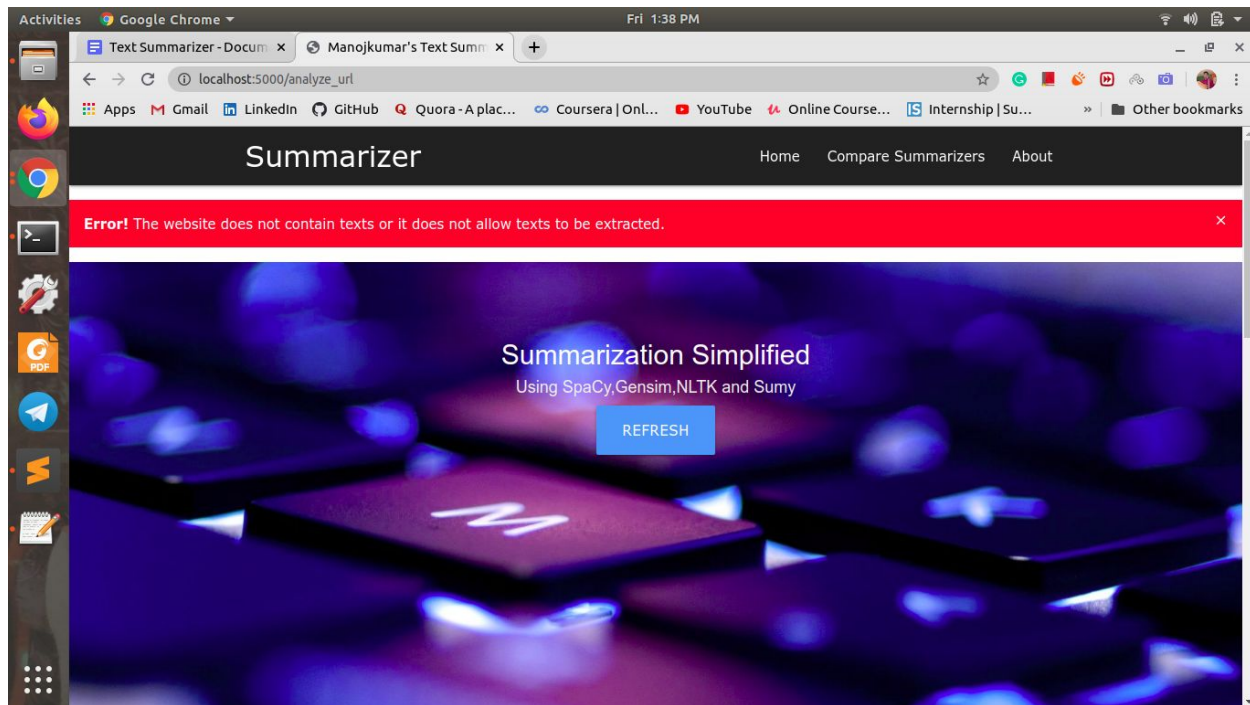 Activities Google Chrome Fri 1:38 PM
Text Summarizer - Docum Manojkumar's Text Summ
localhost:5000/analyze_url
Apps Gmail LinkedIn GitHub Quora - A plac... Coursera | Onl... YouTube Online Course... Internship | Su... » Other bookmarks
Summarizer Home Compare Summarizers About
Error! The website does not contain texts or it does not allow texts to be extracted. ×
Summarization Simplified
Using SpaCy,Gensim,NLTK and Sumy
REFRESH
M
PDF